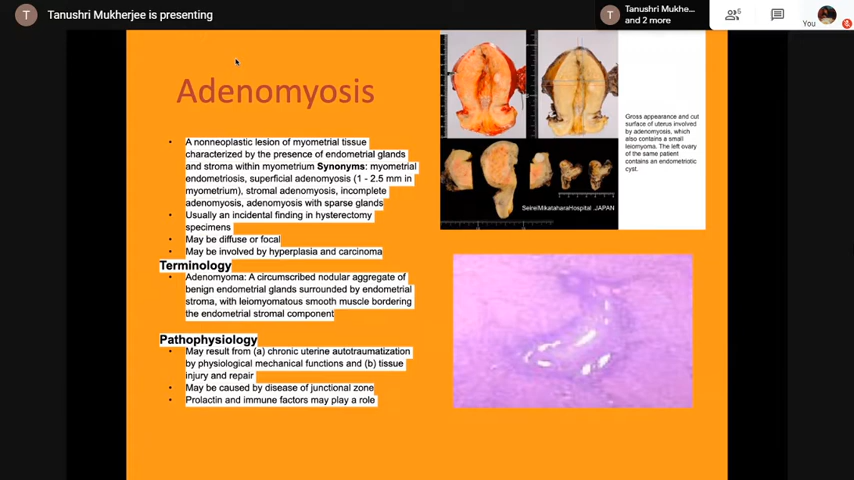 T Tanushri Mukherjee is presenting
T Tanushri Mukhe...
and 2 more
6
You
Adenomyosis
• A nonneoplastic lesion of myometrial tissue
characterized by the presence of endometrial glands
and stroma within myometrium Synonyms: myometrial
endometriosis, superficial adenomyosis (1 - 2.5 mm in
myometrium), stromal adenomyosis, incomplete
adenomyosis, adenomyosis with sparse glands
• Usually an incidental finding in hysterectomy
specimens
• May be diffuse or focal
• May be involved by hyperplasia and carcinoma
Terminology
• Adenomyoma: A circumscribed nodular aggregate of
benign endometrial glands surrounded by endometrial
stroma, with leiomyomatous smooth muscle bordering
the endometrial stromal component
Pathophysiology
• May result from (a) chronic uterine autotraumatization
by physiological mechanical functions and (b) tissue
injury and repair
• May be caused by disease of junctional zone
• Prolactin and immune factors may play a role
SeireiMikataharaHospital .JAPAN
Gross appearance and cut
surface of uterus involved
by adenomyosis, which
also contains a small
leiomyoma. The left ovary
of the same patient
contains an endometriotic
cyst.